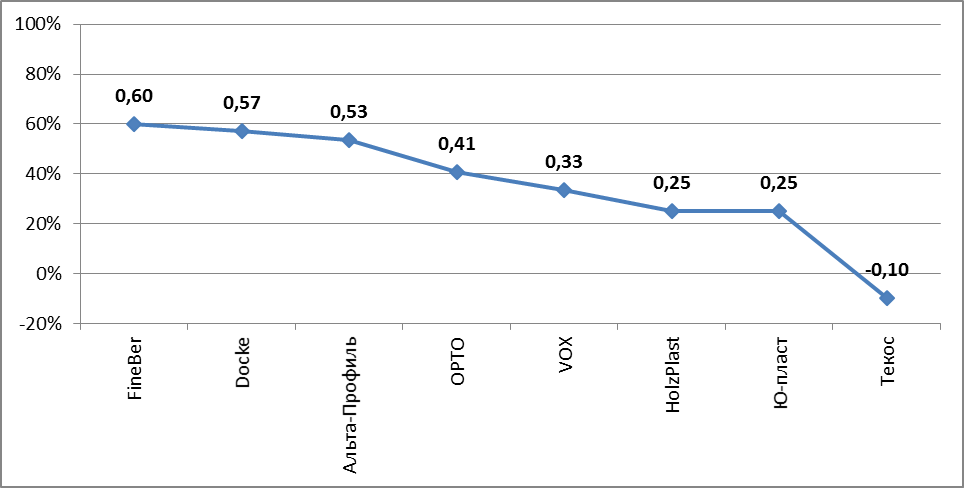 100%
80%
60%
40%
20%
0%
-20%
0,60
0,57
0,53
0,41
0,33
0,25
0,25
-0,10
FineBer
Docke
Альта-Профиль
ОРТО
VOX
HolzPlast
Ю-пласт
Текос